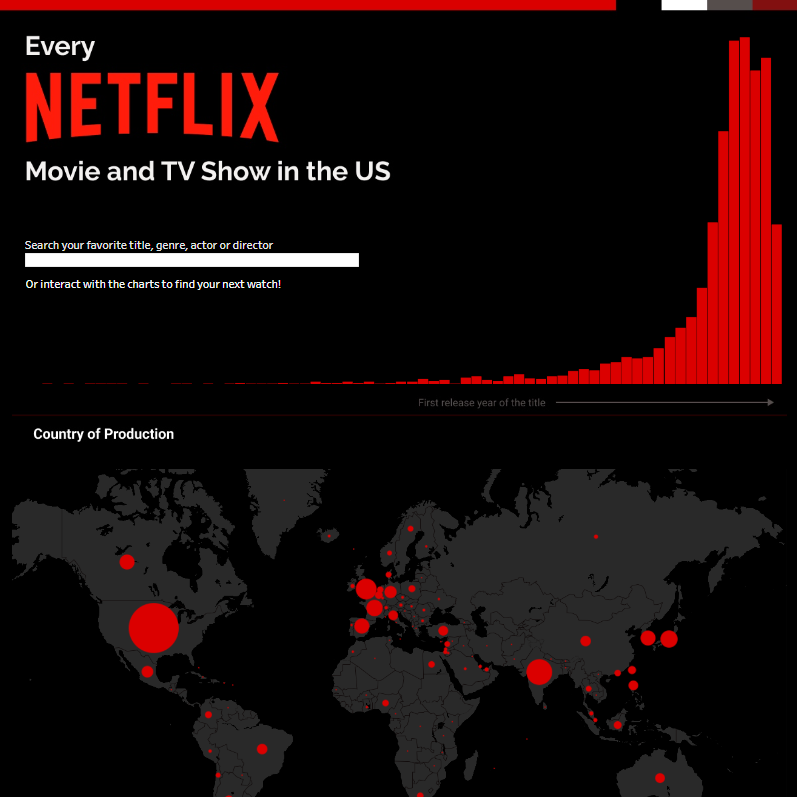 Every
NETFLIX
Movie and TV Show in the US
Search your favorite title, genre, actor or director
Or interact with the charts to find your next watch!
First release year of the title
Country of Production